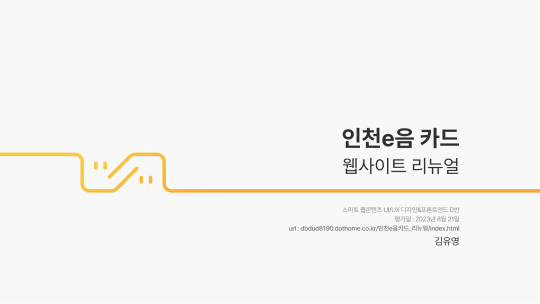 인천e음 카드
웹사이트 리뉴얼
스마트 웹콘텐츠 UI/UX 디자인&프론트엔드 D반
평가일 : 2023년 8월 21일
url : dbdud8190.dothome.co.kr/인천e음카드_리뉴얼/index.html
김유영